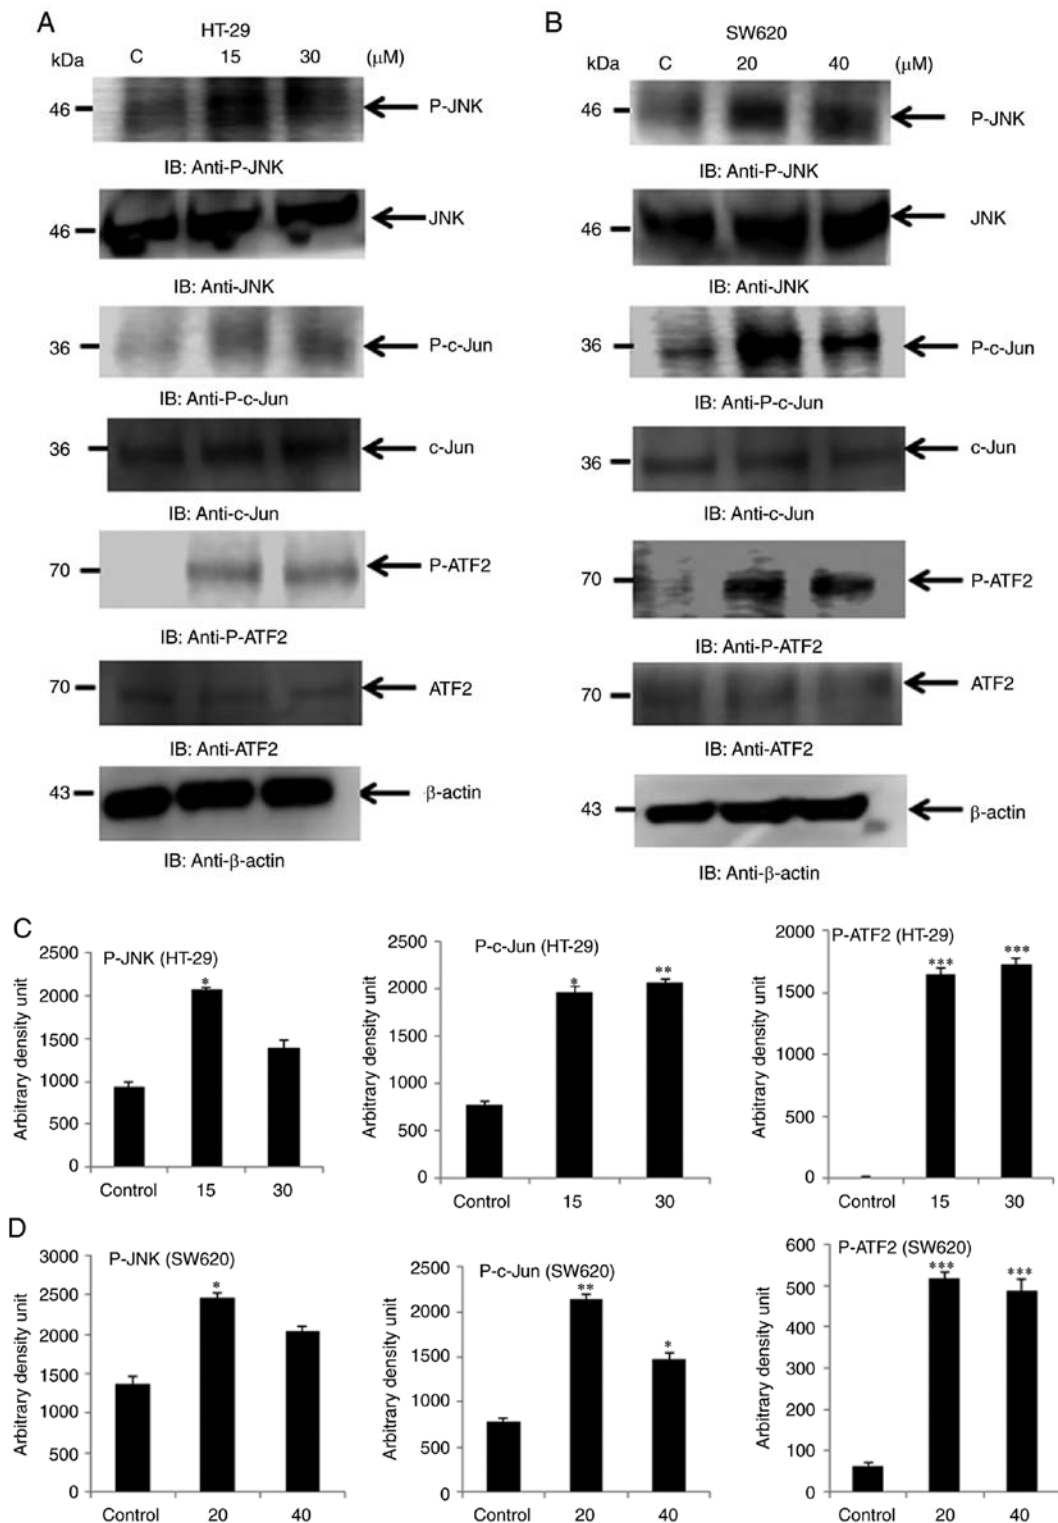 A
HT-29
kDa C 15 30 (μM)
46 P-JNK
IB: Anti-P-JNK
46 JNK
IB: Anti-JNK
36 P-c-Jun
IB: Anti-P-c-Jun
36 c-Jun
IB: Anti-c-Jun
70 P-ATF2
IB: Anti-P-ATF2
70 ATF2
IB: Anti-ATF2
43 β-actin
IB: Anti-β-actin
B
SW620
kDa C 20 40 (μM)
46 P-JNK
IB: Anti-P-JNK
46 JNK
IB: Anti-JNK
36 P-c-Jun
IB: Anti-P-c-Jun
36 c-Jun
IB: Anti-c-Jun
70 P-ATF2
IB: Anti-P-ATF2
70 ATF2
IB: Anti-ATF2
43 β-actin
IB: Anti-β-actin
C
P-JNK (HT-29)
Arbitrary density unit
2500
2000
1500
1000
500
0
*
Control 15 30
P-c-Jun (HT-29)
Arbitrary density unit
2500
2000
1500
1000
500
0
* **
Control 15 30
P-ATF2 (HT-29)
Arbitrary density unit
2000
1500
1000
500
0
*** ***
Control 15 30
D
P-JNK (SW620)
Arbitrary density unit
3000
2500
2000
1500
1000
500
0
*
Control 20 40
P-c-Jun (SW620)
Arbitrary density unit
2500
2000
1500
1000
500
0
** *
Control 20 40
P-ATF2 (SW620)
Arbitrary density unit
600
500
400
300
200
100
0
*** ***
Control 20 40